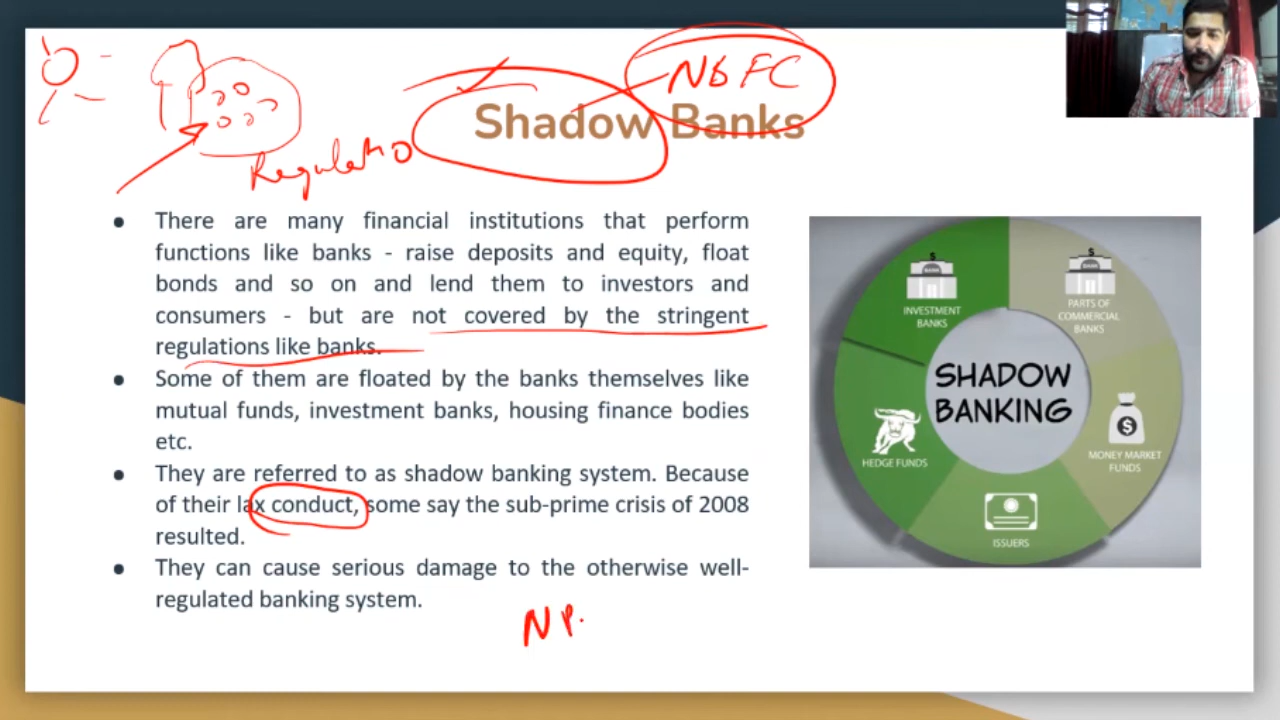 NBFC
Shadow Banks
Regulatio
There are many financial institutions that perform
functions like banks - raise deposits and equity, float
bonds and so on and lend them to investors and
consumers - but are not covered by the stringent
regulations like banks.
Some of them are floated by the banks themselves like
mutual funds, investment banks, housing finance bodies
etc.
They are referred to as shadow banking system. Because
of their lax conduct, some say the sub-prime crisis of 2008
resulted.
They can cause serious damage to the otherwise well-
regulated banking system.
NP
$
BANK
INVESTMENT
BANKS
$
BANK
PARTS OF
COMMERCIAL
BANKS
SHADOW
BANKING
HEDGE FUNDS
$
MONEY MARKET
FUNDS
ISSUERS